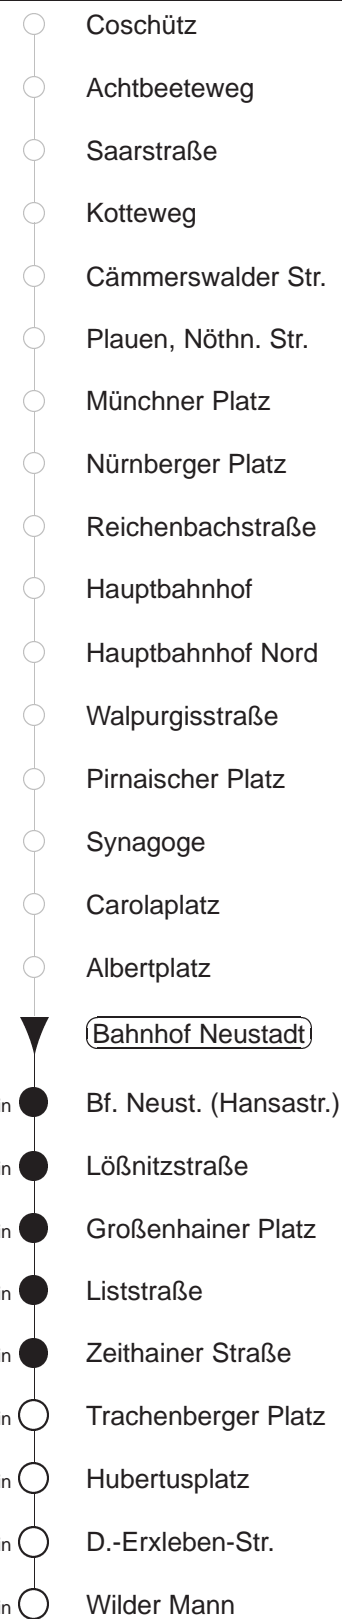 Coschütz
Achtbeeteweg
Saarstraße
Kotteweg
Cämmerswalder Str.
Plauen, Nöthn. Str.
Münchner Platz
Nürnberger Platz
Reichenbachstraße
Hauptbahnhof
Hauptbahnhof Nord
Walpurgisstraße
Pirnaischer Platz
Synagoge
Carolaplatz
Albertplatz
Bahnhof Neustadt
Bf. Neust. (Hansastr.)
Lößnitzstraße
Großenhainer Platz
Liststraße
Zeithainer Straße
Trachenberger Platz
Hubertusplatz
D.-Erxleben-Str.
Wilder Mann